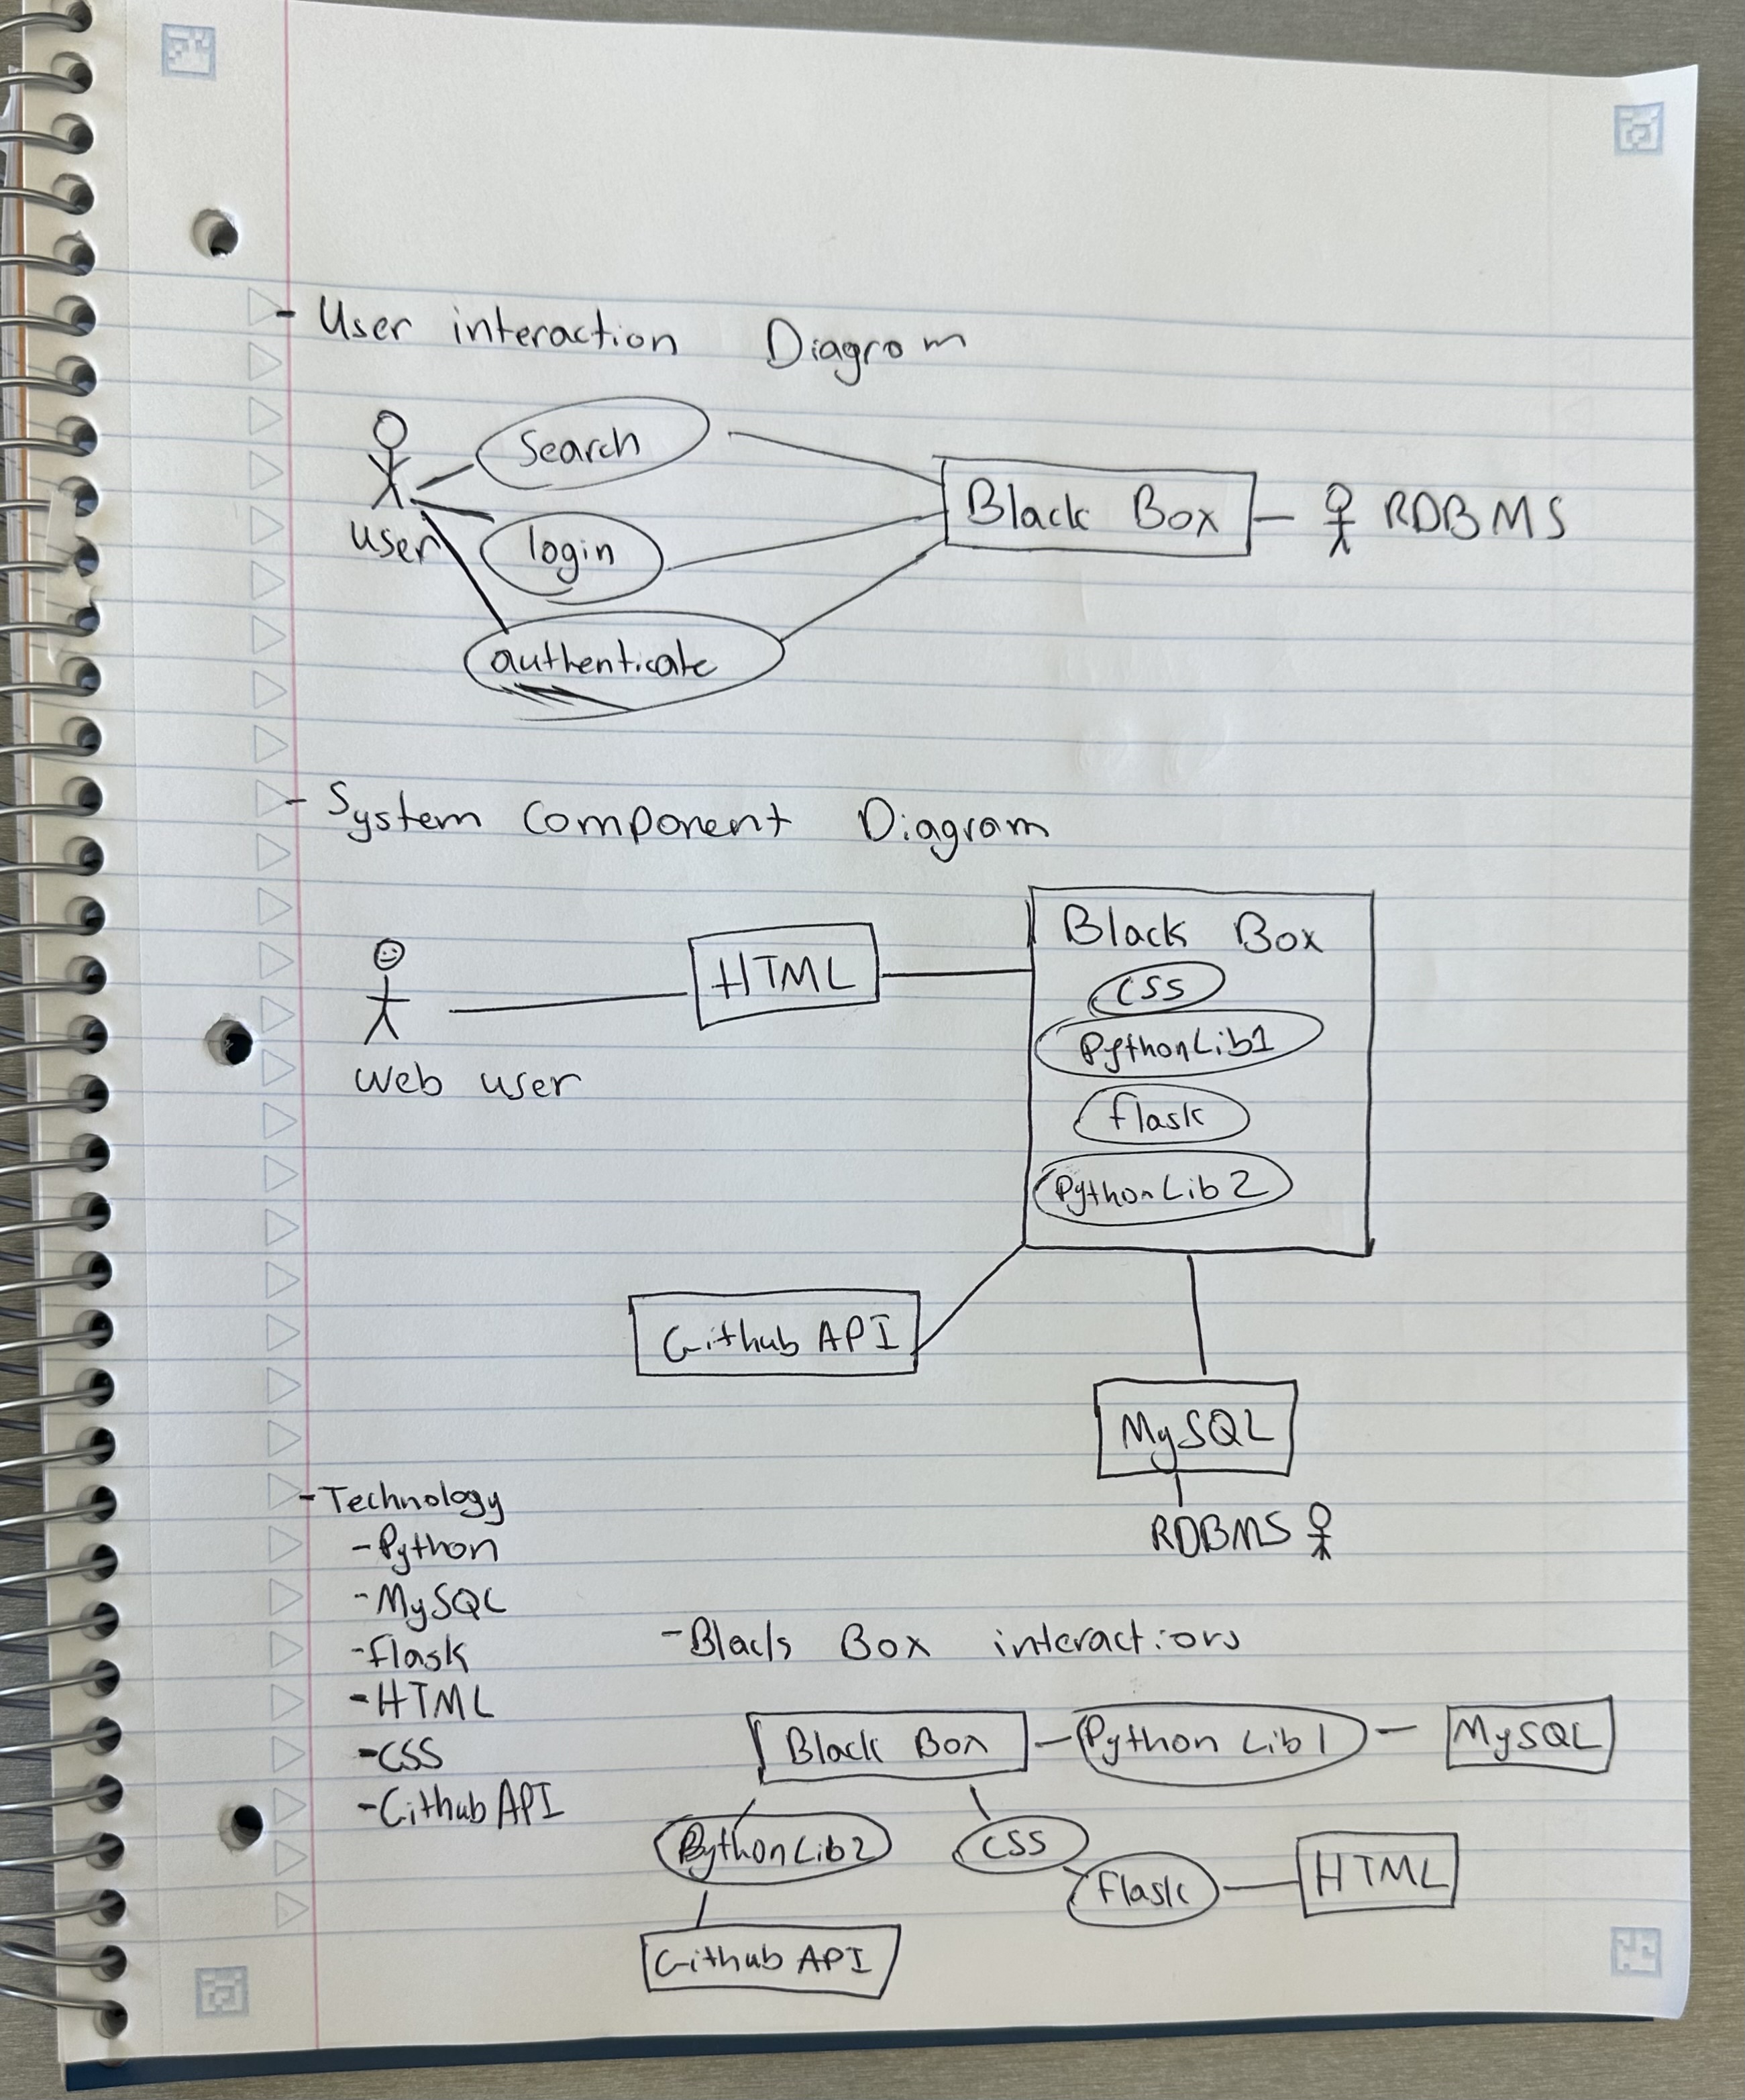 - User interaction Diagram
Search
user
login
authenticate
Black Box
RDBMS
- System Component Diagram
web user
HTML
Black Box
CSS
PythonLib1
flask
PythonLib2
Github API
MySQL
RDBMS
- Technology
- Python
- MySQL
- flask
- HTML
- CSS
- Github API
- Black Box interactions
Black Box
Python Lib1
MySQL
PythonLib2
CSS
flask
HTML
Github API